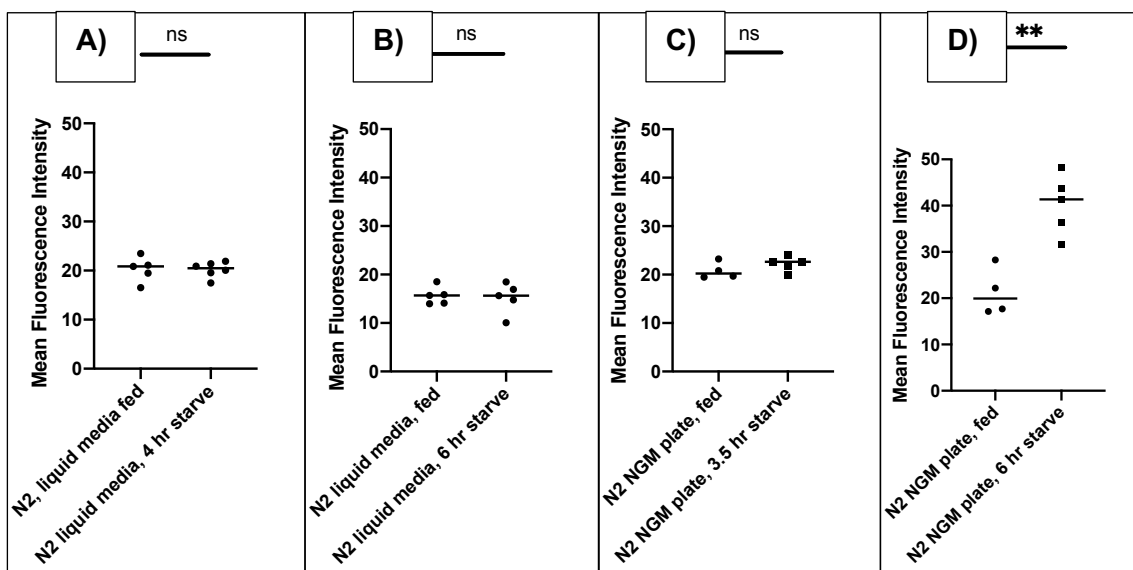 A)
ns
Mean Fluorescence Intensity
50
40
30
20
10
0
N2, liquid media fed
N2 liquid media, 4 hr starve
B)
ns
Mean Fluorescence Intensity
50
40
30
20
10
0
N2 liquid media, fed
N2 liquid media, 6 hr starve
C)
ns
Mean Fluorescence Intensity
50
40
30
20
10
0
N2 NGM plate, fed
N2 NGM plate, 3.5 hr starve
D)
**
Mean Fluorescence Intensity
50
40
30
20
10
0
N2 NGM plate, fed
N2 NGM plate, 6 hr starve